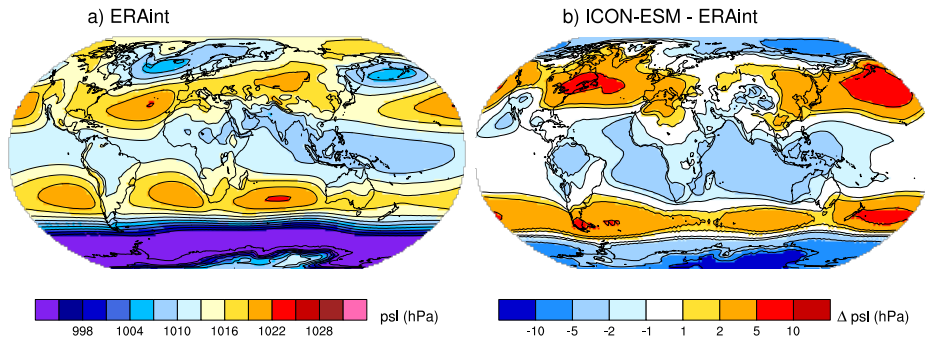 a) ERAint
b) ICON-ESM - ERAint
998 1004 1010 1016 1022 1028 psl (hPa)
-10 -5 -2 -1 1 2 5 10 Δ psl (hPa)